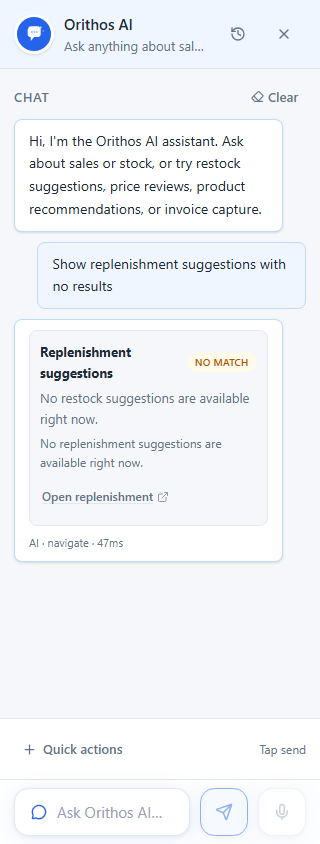 Orithos AI
Ask anything about sal...
CHAT
Clear
Hi, I'm the Orithos AI assistant. Ask
about sales or stock, or try restock
suggestions, price reviews, product
recommendations, or invoice capture.
Show replenishment suggestions with
no results
Replenishment
suggestions
NO MATCH
No restock suggestions are available
right now.
No replenishment suggestions are
available right now.
Open replenishment
AI · navigate · 47ms
Quick actions
Tap send
Ask Orithos AI...